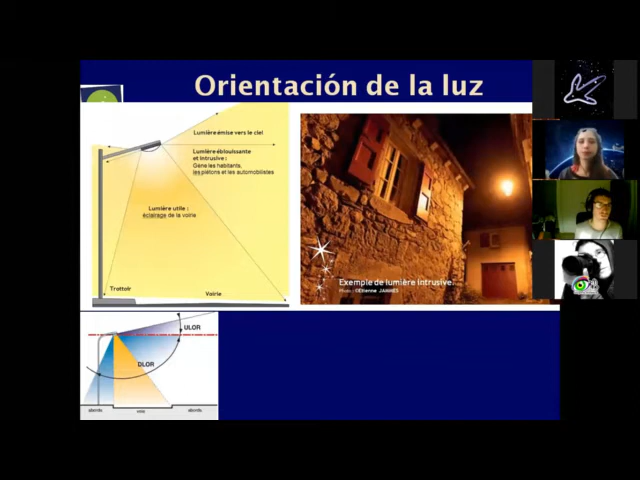 Orientación de la luz
Lumière émise vers le ciel
Lumière éblouissante
et intrusive :
Gêne les habitants,
les piétons et les automobilistes
Lumière utile :
éclairage de la voirie
Trottoir
Voirie
Exemple de lumière intrusive.
ULOR
DLOR
voie